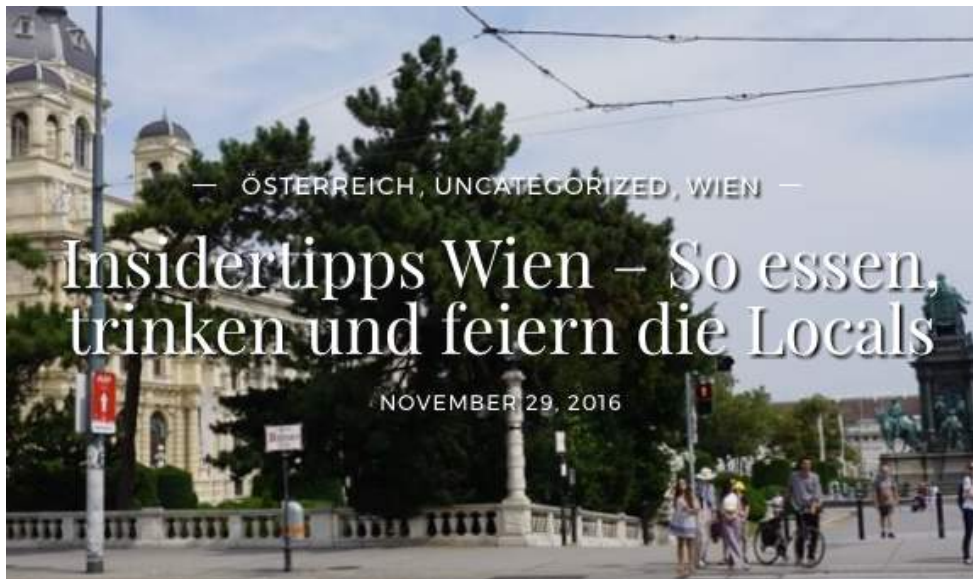 — ÖSTERREICH, UNCATEGORIZED, WIEN —
Insidertipps Wien – So essen,
trinken und feiern die Locals
NOVEMBER 29, 2016